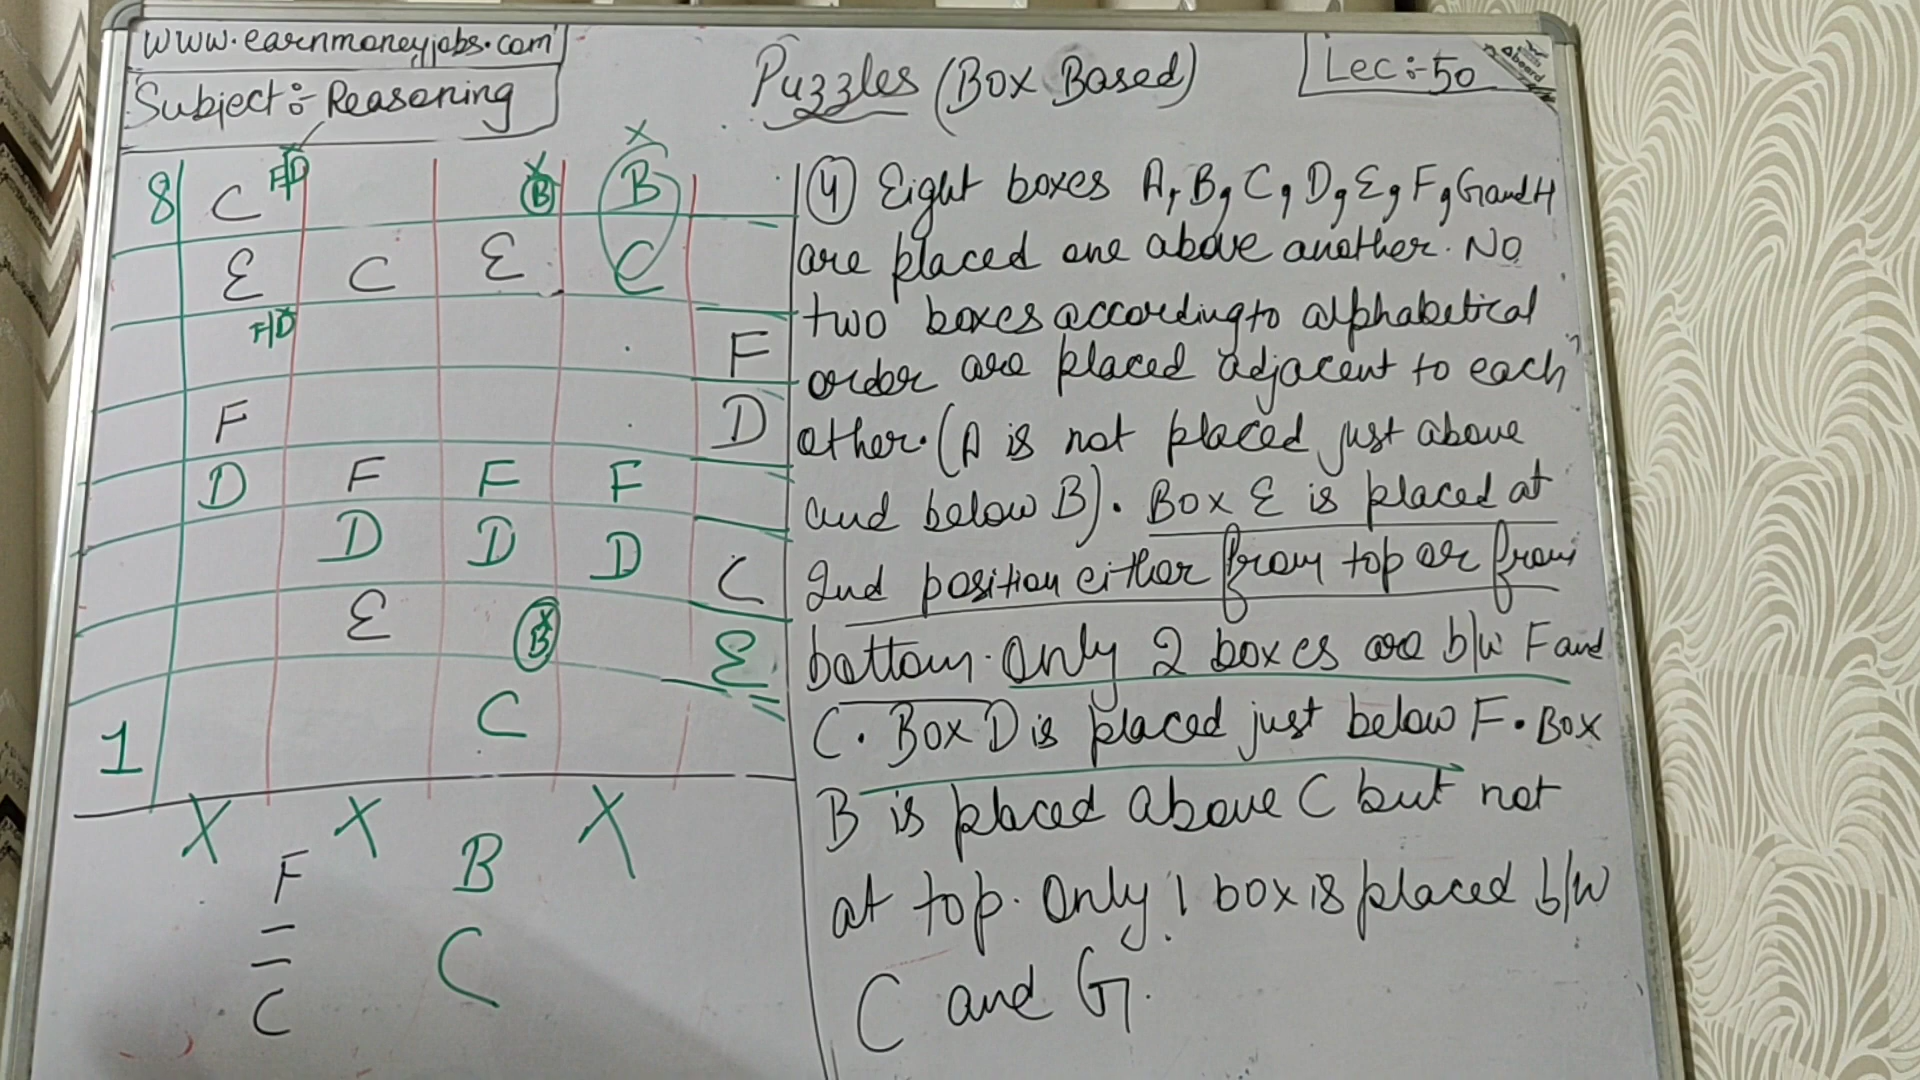 www.earnmoneyjobs.com
Subject:- Reasoning
Puzzles (Box Based)
Lec:-50
8 C F/D B B
E C E C
F/D F
F D
D F F F
D D D C
E B E
C
1
X X X
F B
C C
(4) Eight boxes A, B, C, D, E, F, G and H
are placed one above another. No
two boxes according to alphabetical
order are placed adjacent to each
other. (A is not placed just above
and below B). Box E is placed at
2nd position either from top or from
bottom. Only 2 boxes are b/w F and
C. Box D is placed just below F. Box
B is placed above C but not
at top. Only 1 box is placed b/w
C and G.